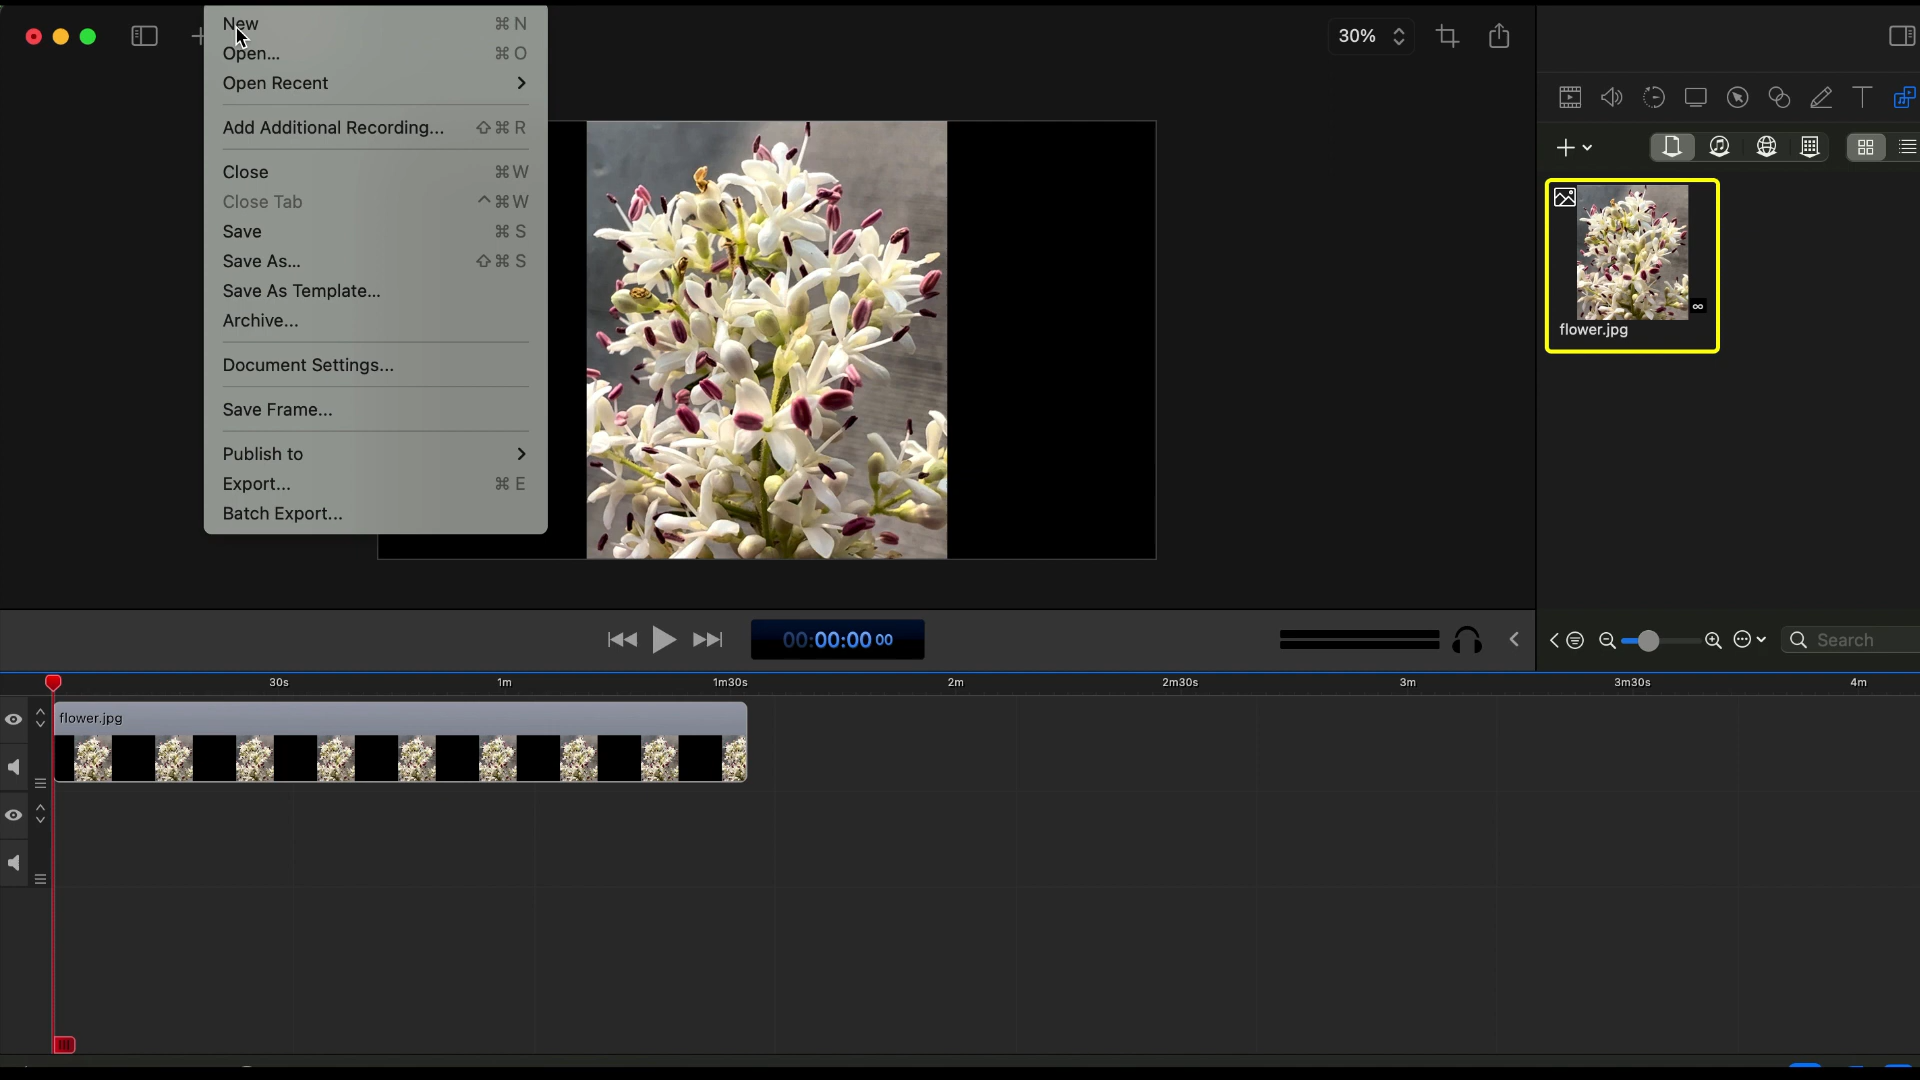 New ⌘ N
Open... ⌘ O
Open Recent
Add Additional Recording... ⇧ ⌘ R
Close ⌘ W
Close Tab ^ ⌘ W
Save ⌘ S
Save As... ⇧ ⌘ S
Save As Template...
Archive...
Document Settings...
Save Frame...
Publish to
Export... ⌘ E
Batch Export...
30%
flower.jpg
00:00:00 00
Search
30s 1m 1m30s 2m 2m30s 3m 3m30s 4m
flower.jpg